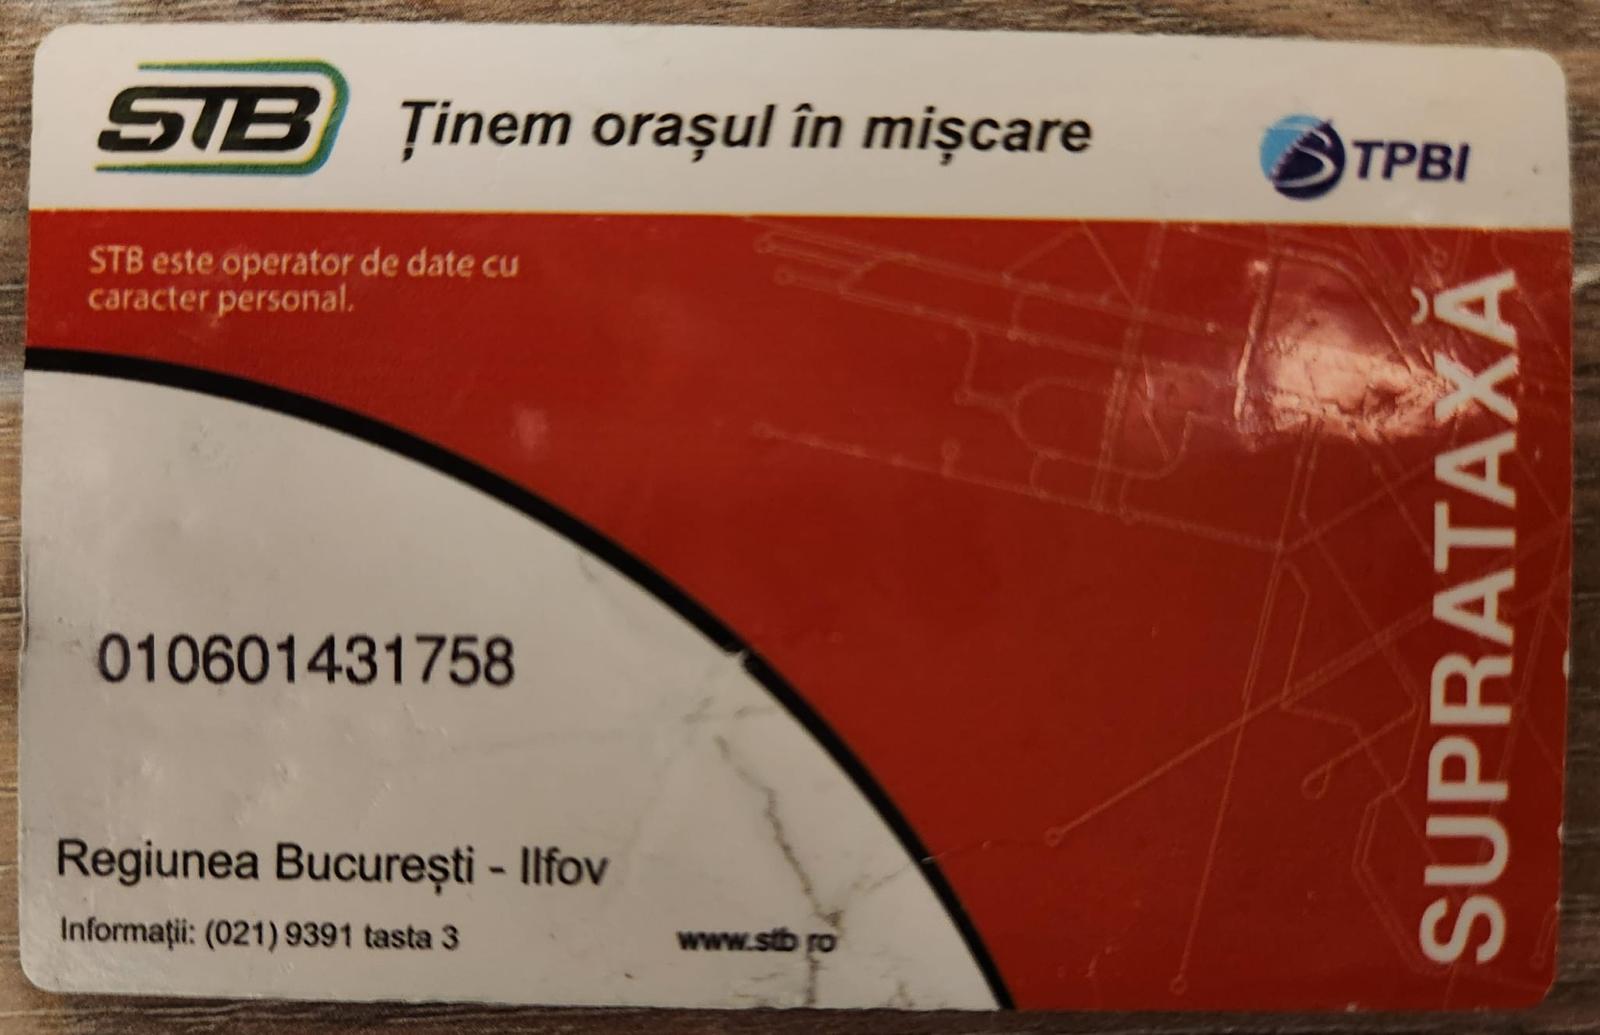 STB
Ținem orașul în mișcare
TPBI
STB este operator de date cu
caracter personal.
SUPRATAXĂ
010601431758
Regiunea București - Ilfov
Informații: (021) 9391 tasta 3
www.stb ro